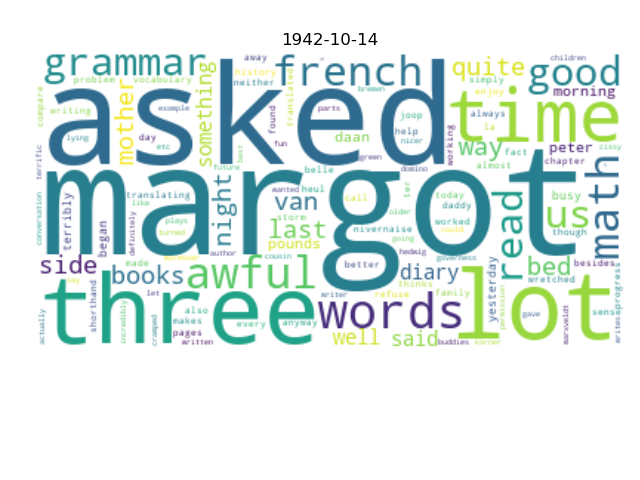 1942-10-14
grammar
french
quite
good
asked
time
margot
three
lot
words
awful
mother
something
morning
math
way
peter
read
us
bed
side
books
night
van
last
daan
pounds
diary
well
said
yesterday
terribly
began
busy
though
besides
wretched
translating
like
vocabulary
problem
history
neither
away
translated
children
simply
enjoy
always
la
chapter
fact
almost
working
joop
help
nicer
parts
bremen
found
fun
green
domino
example
writing
lying
day
etc
compare
terrific
conversation
definitely
plays
turned
author
cousin
future
best
belle
wanted
heul
call
ter
older
storm
nivernaise
going
today
daddy
worked
could
hedwig
governess
better
thinks
refuse
family
writer
made
shorthand
incredibly
let
cramped
also
makes
pages
written
every
anyway
actually
buddies
korner
permission
gave
marxveldt
sense
progress
writes
cissy